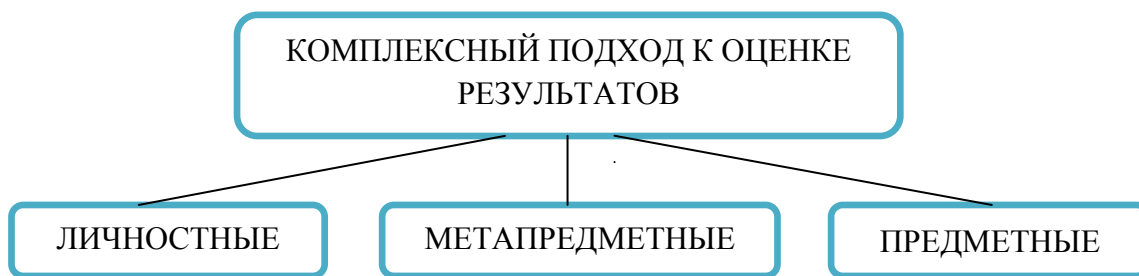 КОМПЛЕКСНЫЙ ПОДХОД К ОЦЕНКЕ
РЕЗУЛЬТАТОВ
ЛИЧНОСТНЫЕ
МЕТАПРЕДМЕТНЫЕ
ПРЕДМЕТНЫЕ